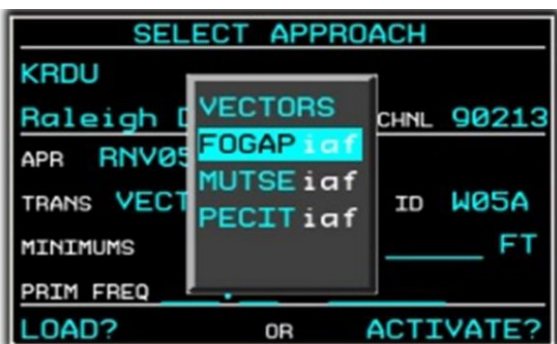 SELECT APPROACH
KRDU
Raleigh
CHNL 90213
APR RNV05
TRANS VECT
ID W05A
MINIMUMS
FT
PRIM FREQ
VECTORS
FOGAP iaf
MUTSE iaf
PECIT iaf
LOAD? OR ACTIVATE?